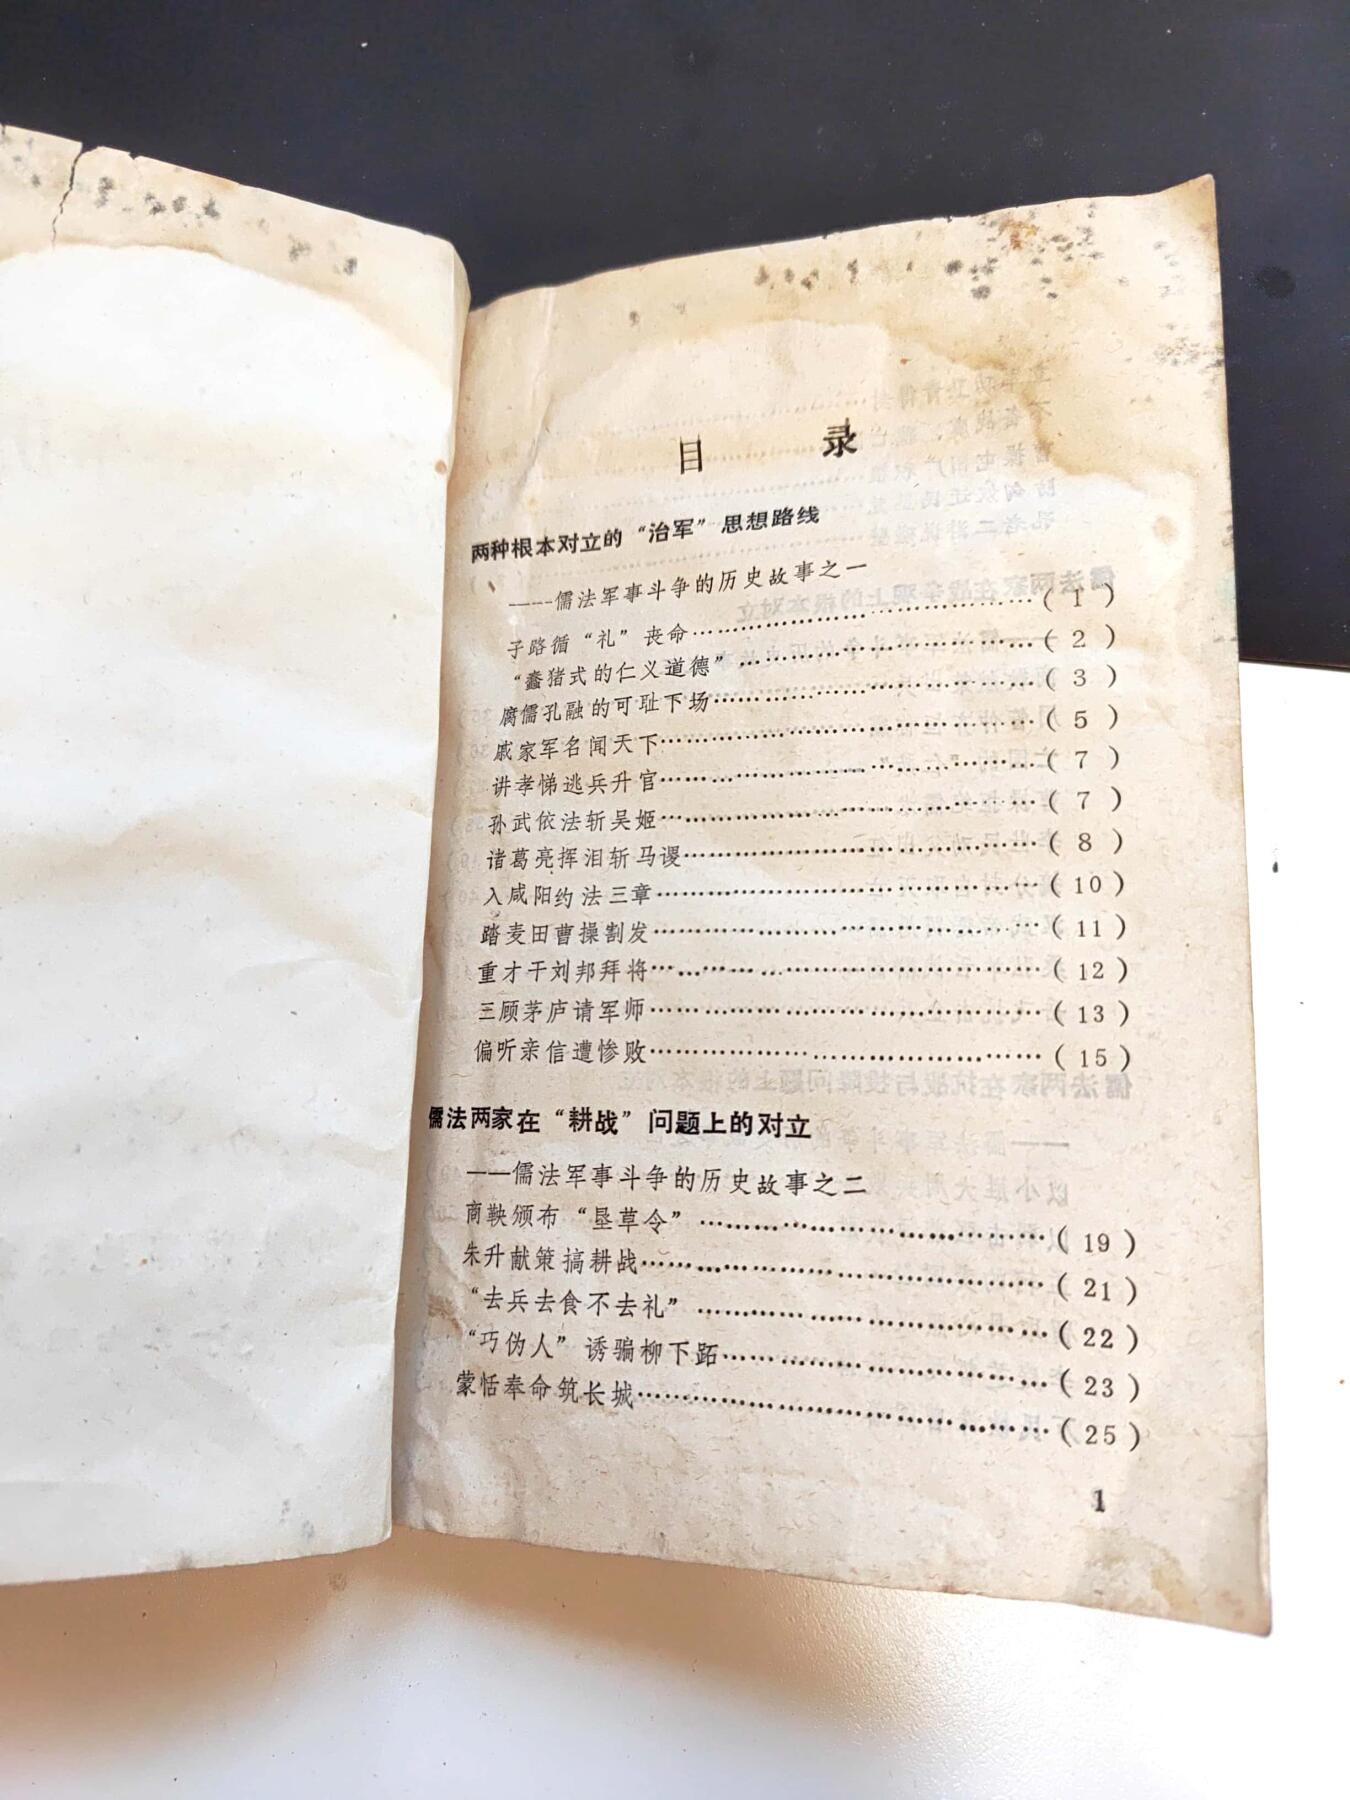 目 录
两种根本对立的“治军”思想路线
——儒法军事斗争的历史故事之一
子路循“礼”丧命…………………………………(1)
“蠢猪式的仁义道德”…………………………………(2)
腐儒孔融的可耻下场…………………………………(3)
戚家军名闻天下…………………………………(5)
讲孝悌逃兵升官…………………………………(7)
孙武依法斩吴姬…………………………………(7)
诸葛亮挥泪斩马谡…………………………………(8)
入咸阳约法三章…………………………………(10)
踏麦田曹操割发…………………………………(11)
重才干刘邦拜将…………………………………(12)
三顾茅庐请军师…………………………………(13)
偏听亲信遭惨败…………………………………(15)
儒法两家在“耕战”问题上的对立
——儒法军事斗争的历史故事之二
商鞅颁布“垦草令”…………………………………(19)
朱升献策搞耕战…………………………………(21)
“去兵去食不去礼”…………………………………(22)
“巧伪人”诱骗柳下跖…………………………………(23)
蒙恬奉命筑长城…………………………………(25)
1